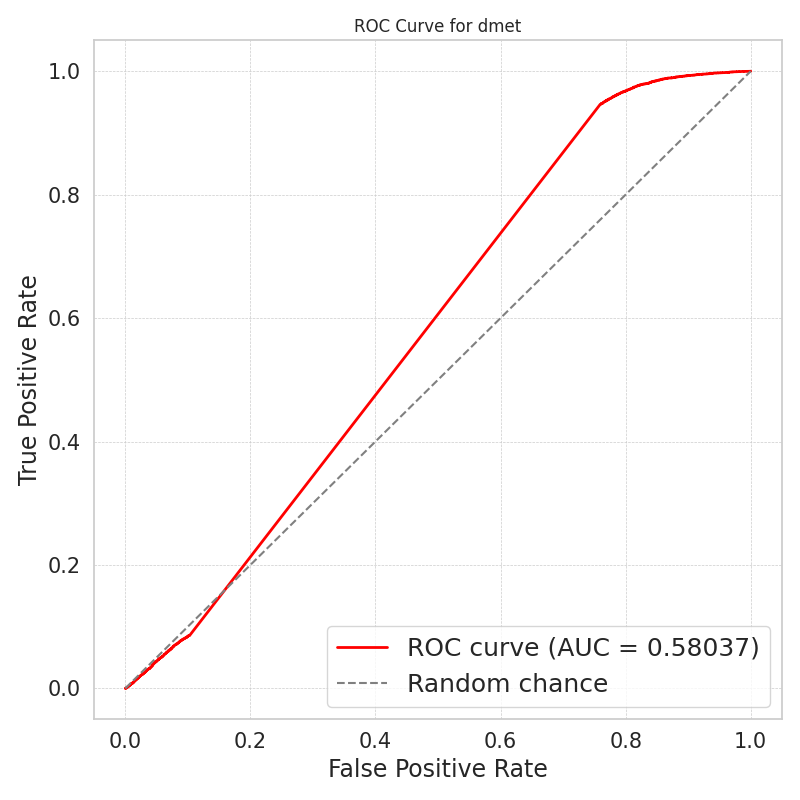 ROC Curve for dmet
True Positive Rate
1.0
0.8
0.6
0.4
0.2
0.0
ROC curve (AUC = 0.58037)
Random chance
0.0 0.2 0.4 0.6 0.8 1.0
False Positive Rate